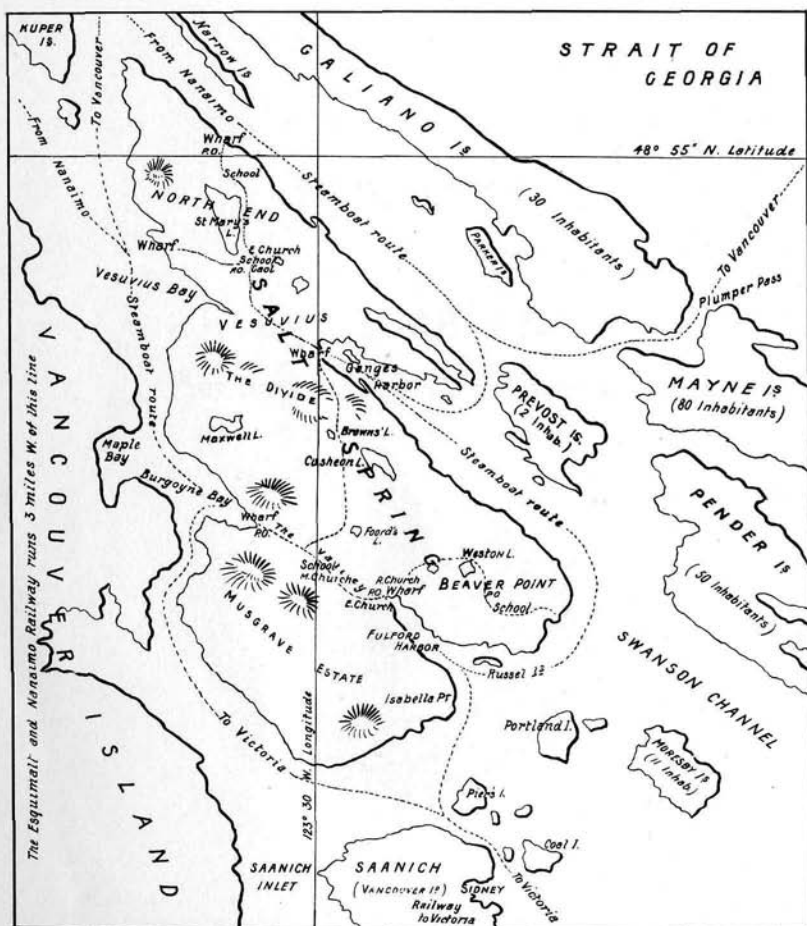 KUPER
Is.
To Vancouver
From Nanaimo
Narrow Is
GALIANO Is
STRAIT OF
GEORGIA
From
Nanaimo
Wharf
P.O.
School
48° 55" N. Latitude
NORTH END
St Mary's
L.
Steamboat route
(30 Inhabitants)
To Vancouver
PARKER Is
Wharf
E. Church
School
P.O. Gaol
Vesuvius Bay
Plumper Pass
VESUVIUS
SALT SPRING
Steamboat route
Wharf
Ganges
Harbor
THE DIVIDE
MAYNE Is
(80 Inhabitants)
PREVOST Is.
(2 Inhab.)
Maxwell L.
Browns' L.
Casheon L.
Maple
Bay
Steamboat route
Burgoyne Bay
PENDER Is
(50 Inhabitants)
Wharf
P.O.
The Valley
Foord's
L.
Weston L.
School
M. Church
R. Church
P.O. Wharf
BEAVER POINT
P.O.
School
E. Church
MUSGRAVE
ESTATE
FULFORD
HARBOR
Russel Id
SWANSON CHANNEL
Isabella Pt
To Victoria
123° 30' W. Longitude
Portland I.
MORESBY Is
(11 Inhab)
Piers I.
Coal I.
VANCOUVER ISLAND
The Esquimalt and Nanaimo Railway runs 3 miles W. of this line
SAANICH
INLET
SAANICH
(VANCOUVER Id)
SIDNEY
Railway
to Victoria
To Victoria